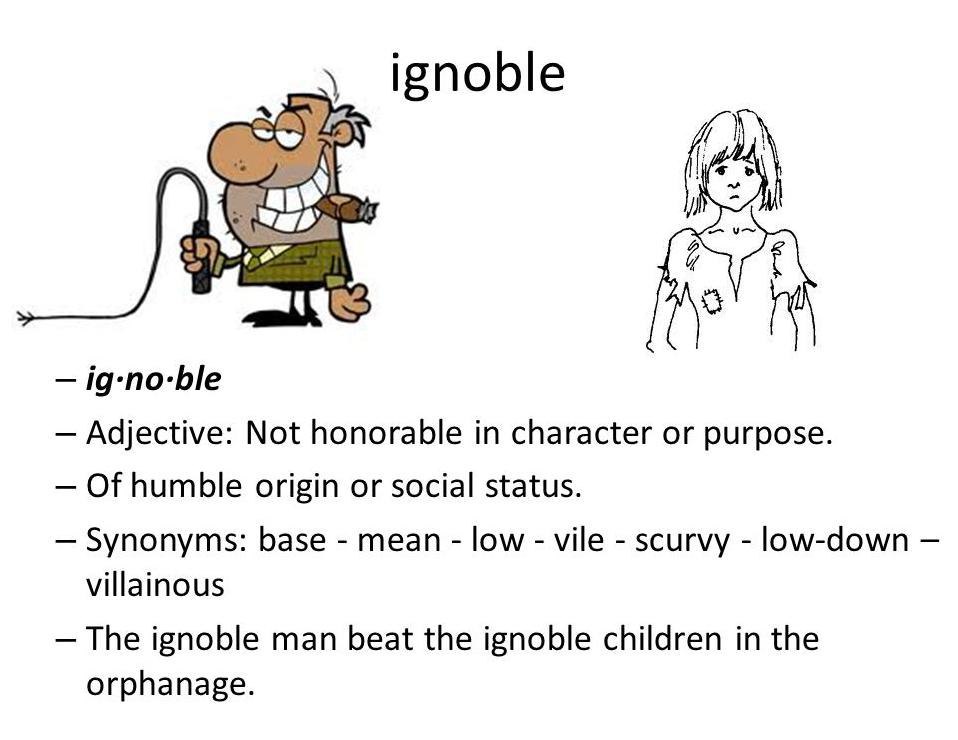 ignoble
– ig·no·ble
– Adjective: Not honorable in character or purpose.
– Of humble origin or social status.
– Synonyms: base - mean - low - vile - scurvy - low-down –
villainous
– The ignoble man beat the ignoble children in the
orphanage.